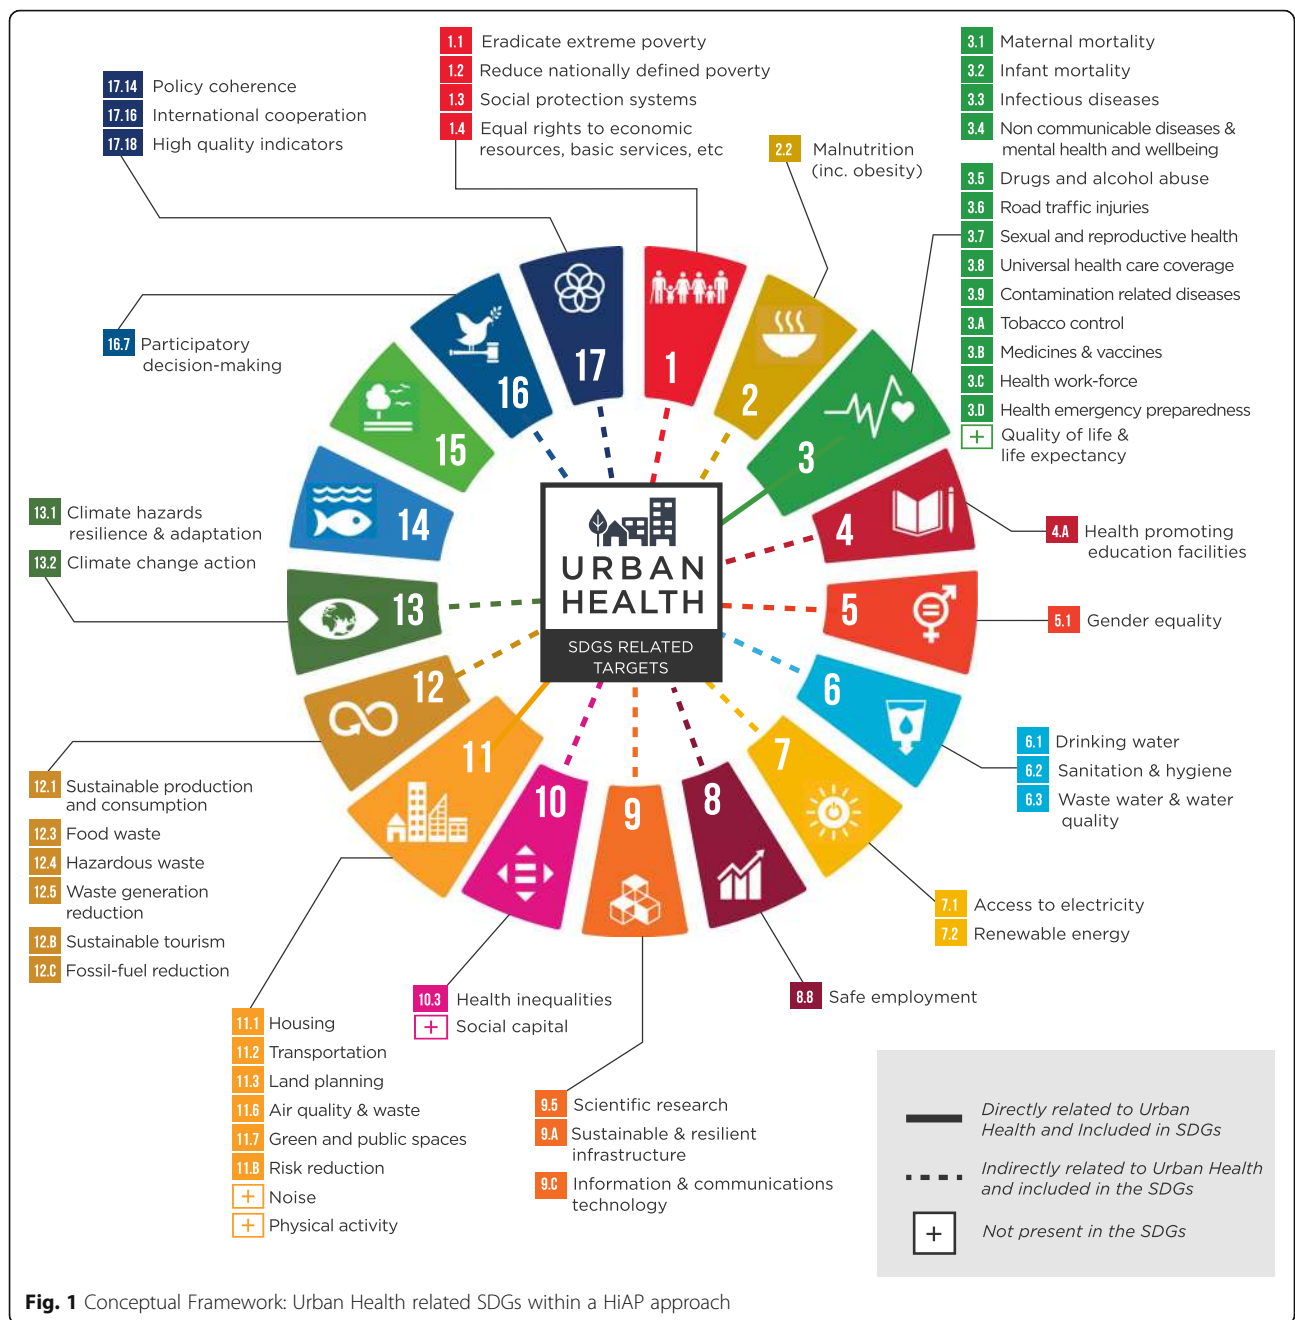 17.14 Policy coherence
17.16 International cooperation
17.18 High quality indicators
1.1 Eradicate extreme poverty
1.2 Reduce nationally defined poverty
1.3 Social protection systems
1.4 Equal rights to economic
resources, basic services, etc
2.2 Malnutrition
(inc. obesity)
3.1 Maternal mortality
3.2 Infant mortality
3.3 Infectious diseases
3.4 Non communicable diseases &
mental health and wellbeing
3.5 Drugs and alcohol abuse
3.6 Road traffic injuries
3.7 Sexual and reproductive health
3.8 Universal health care coverage
3.9 Contamination related diseases
3.A Tobacco control
3.B Medicines & vaccines
3.C Health work-force
3.D Health emergency preparedness
+ Quality of life &
life expectancy
16.7 Participatory
decision-making
13.1 Climate hazards
resilience & adaptation
13.2 Climate change action
1
2
3
4
5
6
7
8
9
10
11
12
13
14
15
16
17
URBAN
HEALTH
SDGS RELATED
TARGETS
4.A Health promoting
education facilities
5.1 Gender equality
6.1 Drinking water
6.2 Sanitation & hygiene
6.3 Waste water & water
quality
7.1 Access to electricity
7.2 Renewable energy
8.8 Safe employment
12.1 Sustainable production
and consumption
12.3 Food waste
12.4 Hazardous waste
12.5 Waste generation
reduction
12.B Sustainable tourism
12.C Fossil-fuel reduction
11.1 Housing
11.2 Transportation
11.3 Land planning
11.6 Air quality & waste
11.7 Green and public spaces
11.B Risk reduction
+ Noise
+ Physical activity
10.3 Health inequalities
+ Social capital
9.5 Scientific research
9.A Sustainable & resilient
infrastructure
9.C Information & communications
technology
Directly related to Urban
Health and Included in SDGs
Indirectly related to Urban Health
and included in the SDGs
+ Not present in the SDGs
Fig. 1 Conceptual Framework: Urban Health related SDGs within a HiAP approach